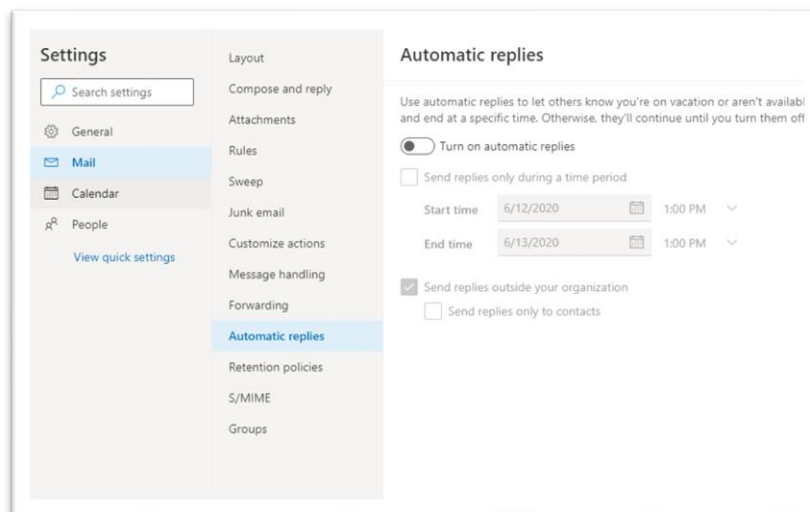 Settings
Search settings
General
Mail
Calendar
People
View quick settings
Layout
Compose and reply
Attachments
Rules
Sweep
Junk email
Customize actions
Message handling
Forwarding
Automatic replies
Retention policies
S/MIME
Groups
Automatic replies
Use automatic replies to let others know you're on vacation or aren't availabl
and end at a specific time. Otherwise, they'll continue until you turn them off
Turn on automatic replies
Send replies only during a time period
Start time 6/12/2020 1:00 PM
End time 6/13/2020 1:00 PM
Send replies outside your organization
Send replies only to contacts